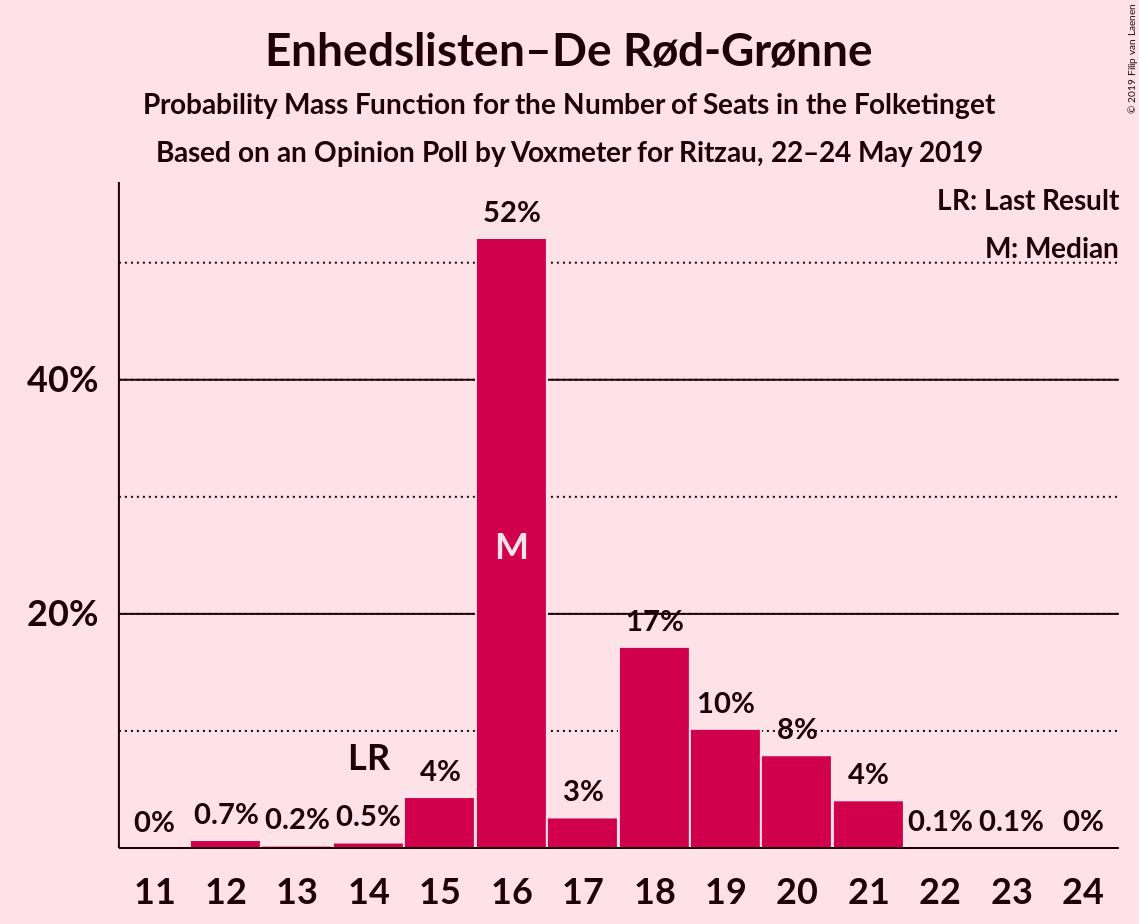 Enhedslisten–De Rød-Grønne
Probability Mass Function for the Number of Seats in the Folketinget
Based on an Opinion Poll by Voxmeter for Ritzau, 22–24 May 2019
© 2019 Filip van Laenen
LR: Last Result
M: Median
40%
20%
0%
0.7%
0.2%
0.5%
LR
4%
52%
M
3%
17%
10%
8%
4%
0.1%
0.1%
0%
11 12 13 14 15 16 17 18 19 20 21 22 23 24